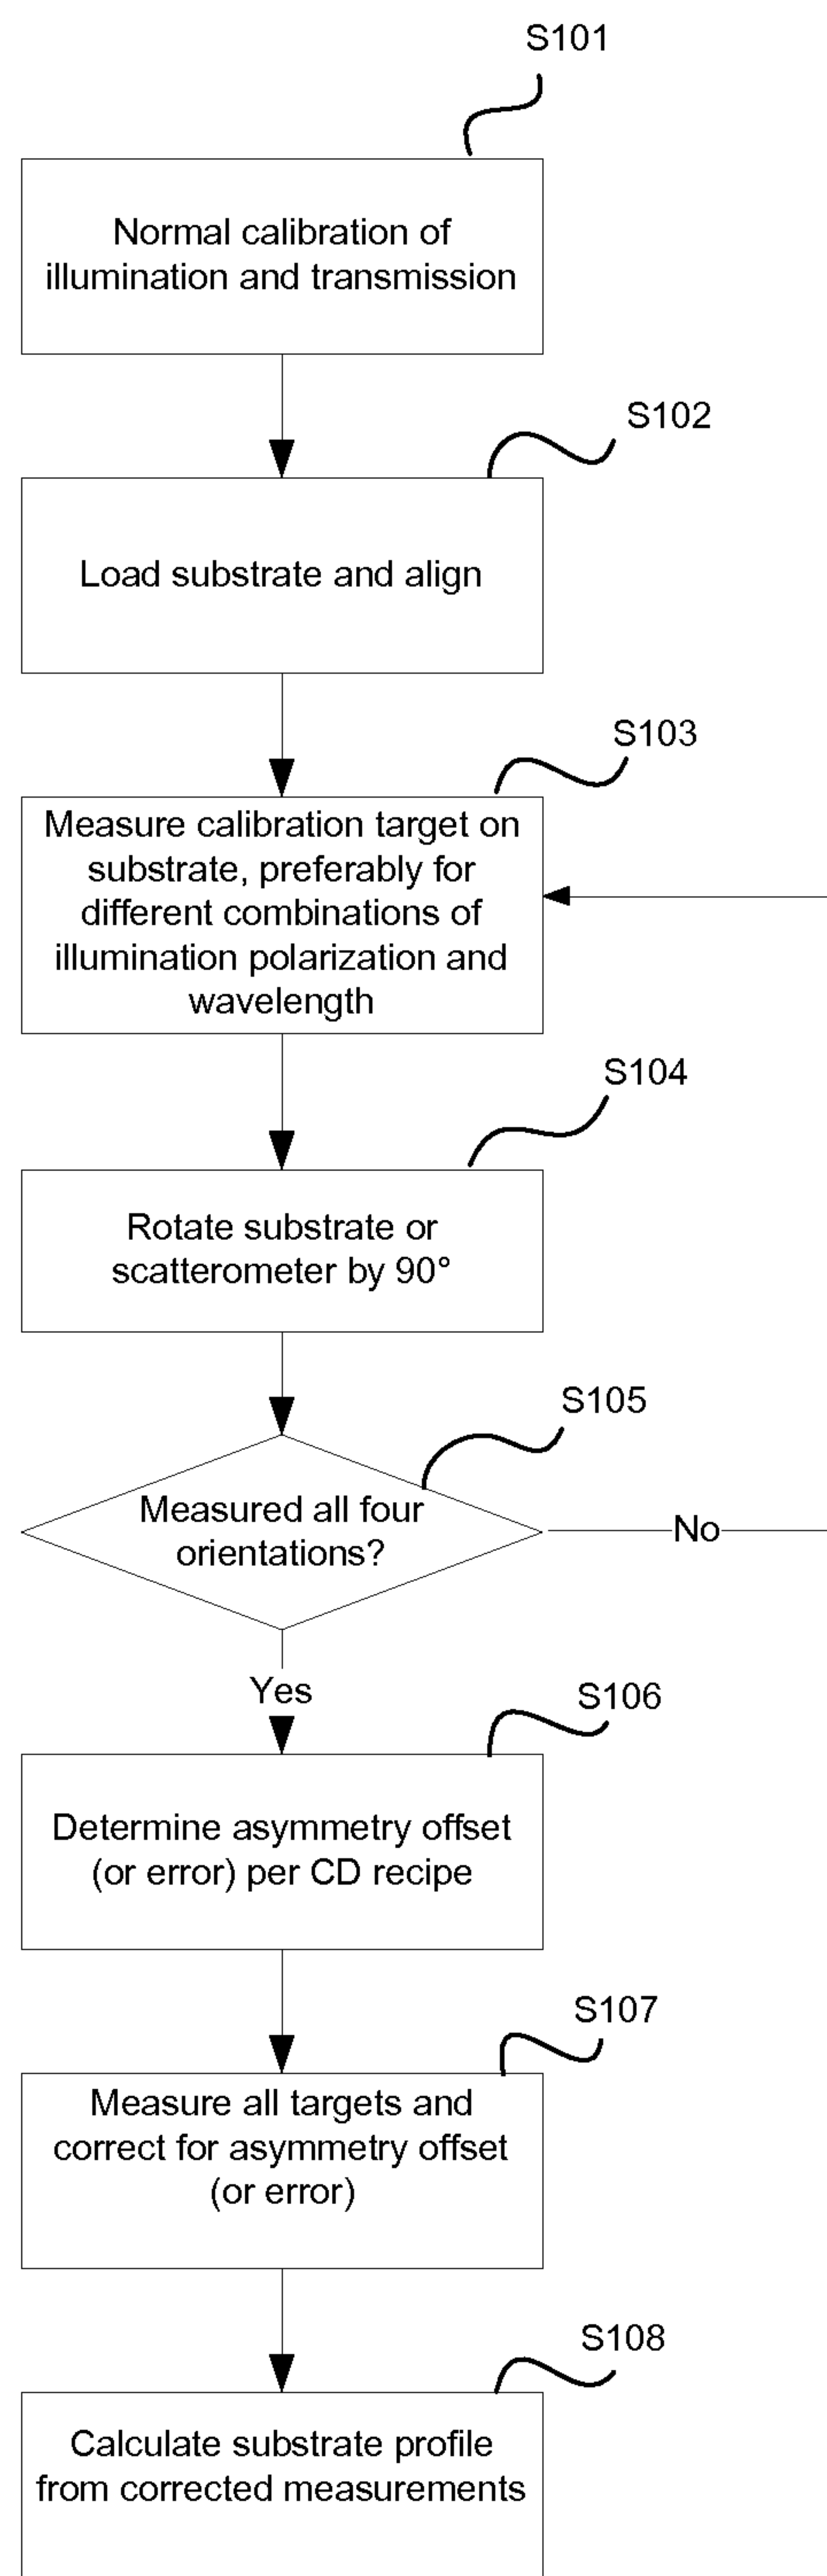 S101
Normal calibration of
illumination and transmission
S102
Load substrate and align
S103
Measure calibration target on
substrate, preferably for
different combinations of
illumination polarization and
wavelength
S104
Rotate substrate or
scatterometer by 90°
S105
Measured all four
orientations?
No
Yes
S106
Determine asymmetry offset
(or error) per CD recipe
S107
Measure all targets and
correct for asymmetry offset
(or error)
S108
Calculate substrate profile
from corrected measurements